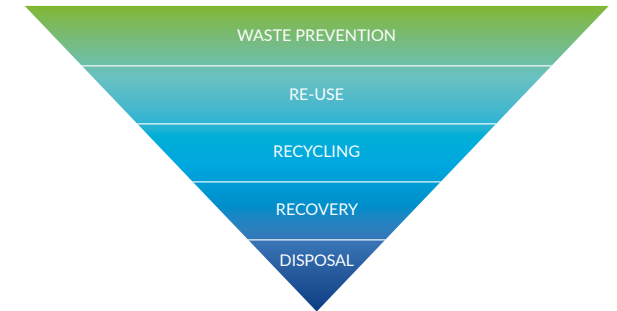 WASTE PREVENTION
RE-USE
RECYCLING
RECOVERY
DISPOSAL